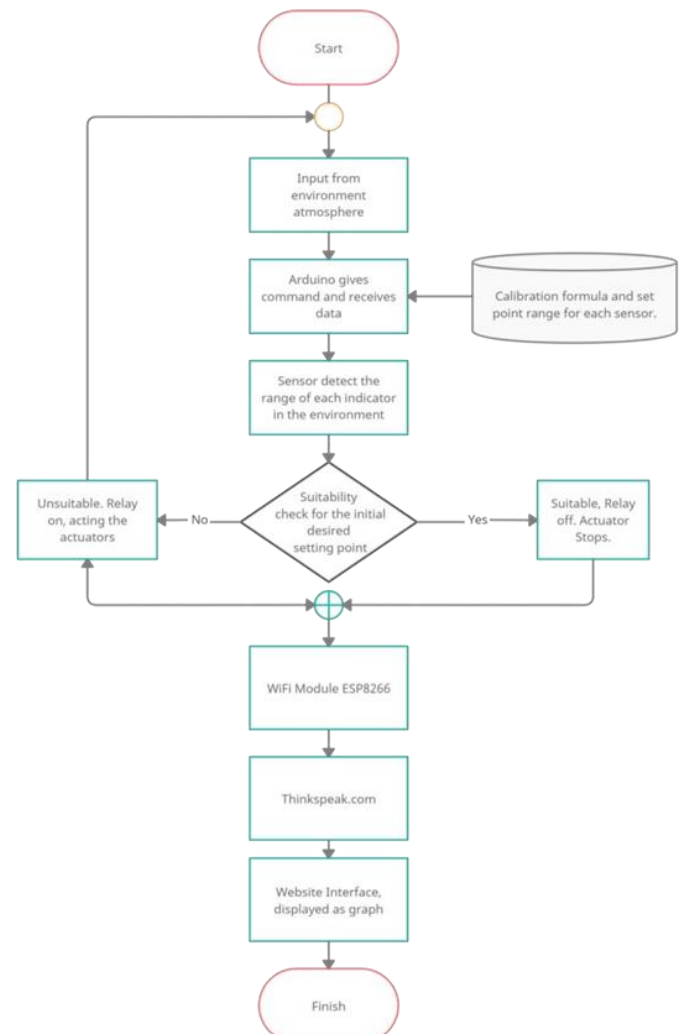 Start
Input from
environment
atmosphere
Arduino gives
command and receives
data
Calibration formula and set
point range for each sensor.
Sensor detect the
range of each indicator
in the environment
Unsuitable. Relay
on, acting the
actuators
No
Suitability
check for the initial
desired
setting point
Yes
Suitable, Relay
off. Actuator
Stops.
WiFi Module ESP8266
Thinkspeak.com
Website Interface,
displayed as graph
Finish